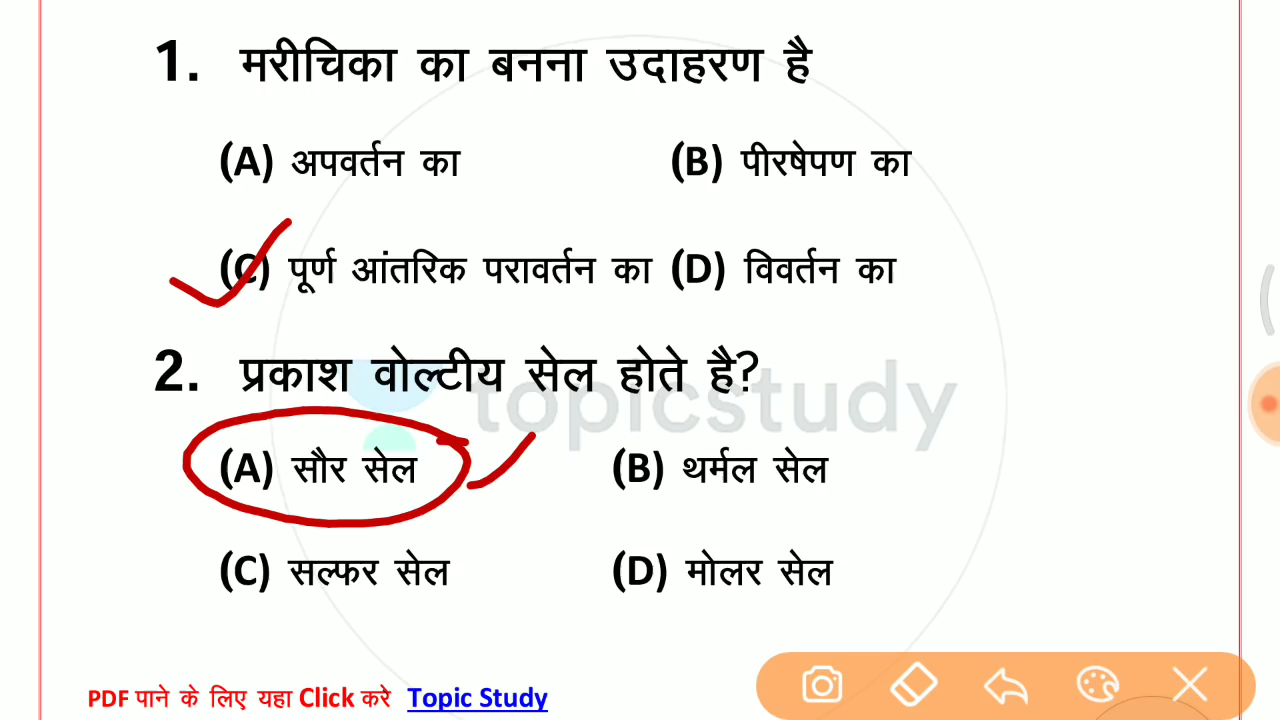 1. मरीचिका का बनना उदाहरण है
(A) अपवर्तन का (B) पीरषेपण का
(C) पूर्ण आंतरिक परावर्तन का (D) विवर्तन का
2. प्रकाश वोल्टीय सेल होते है?
topicstudy
(A) सौर सेल (B) थर्मल सेल
(C) सल्फर सेल (D) मोलर सेल
PDF पाने के लिए यहा Click करे Topic Study